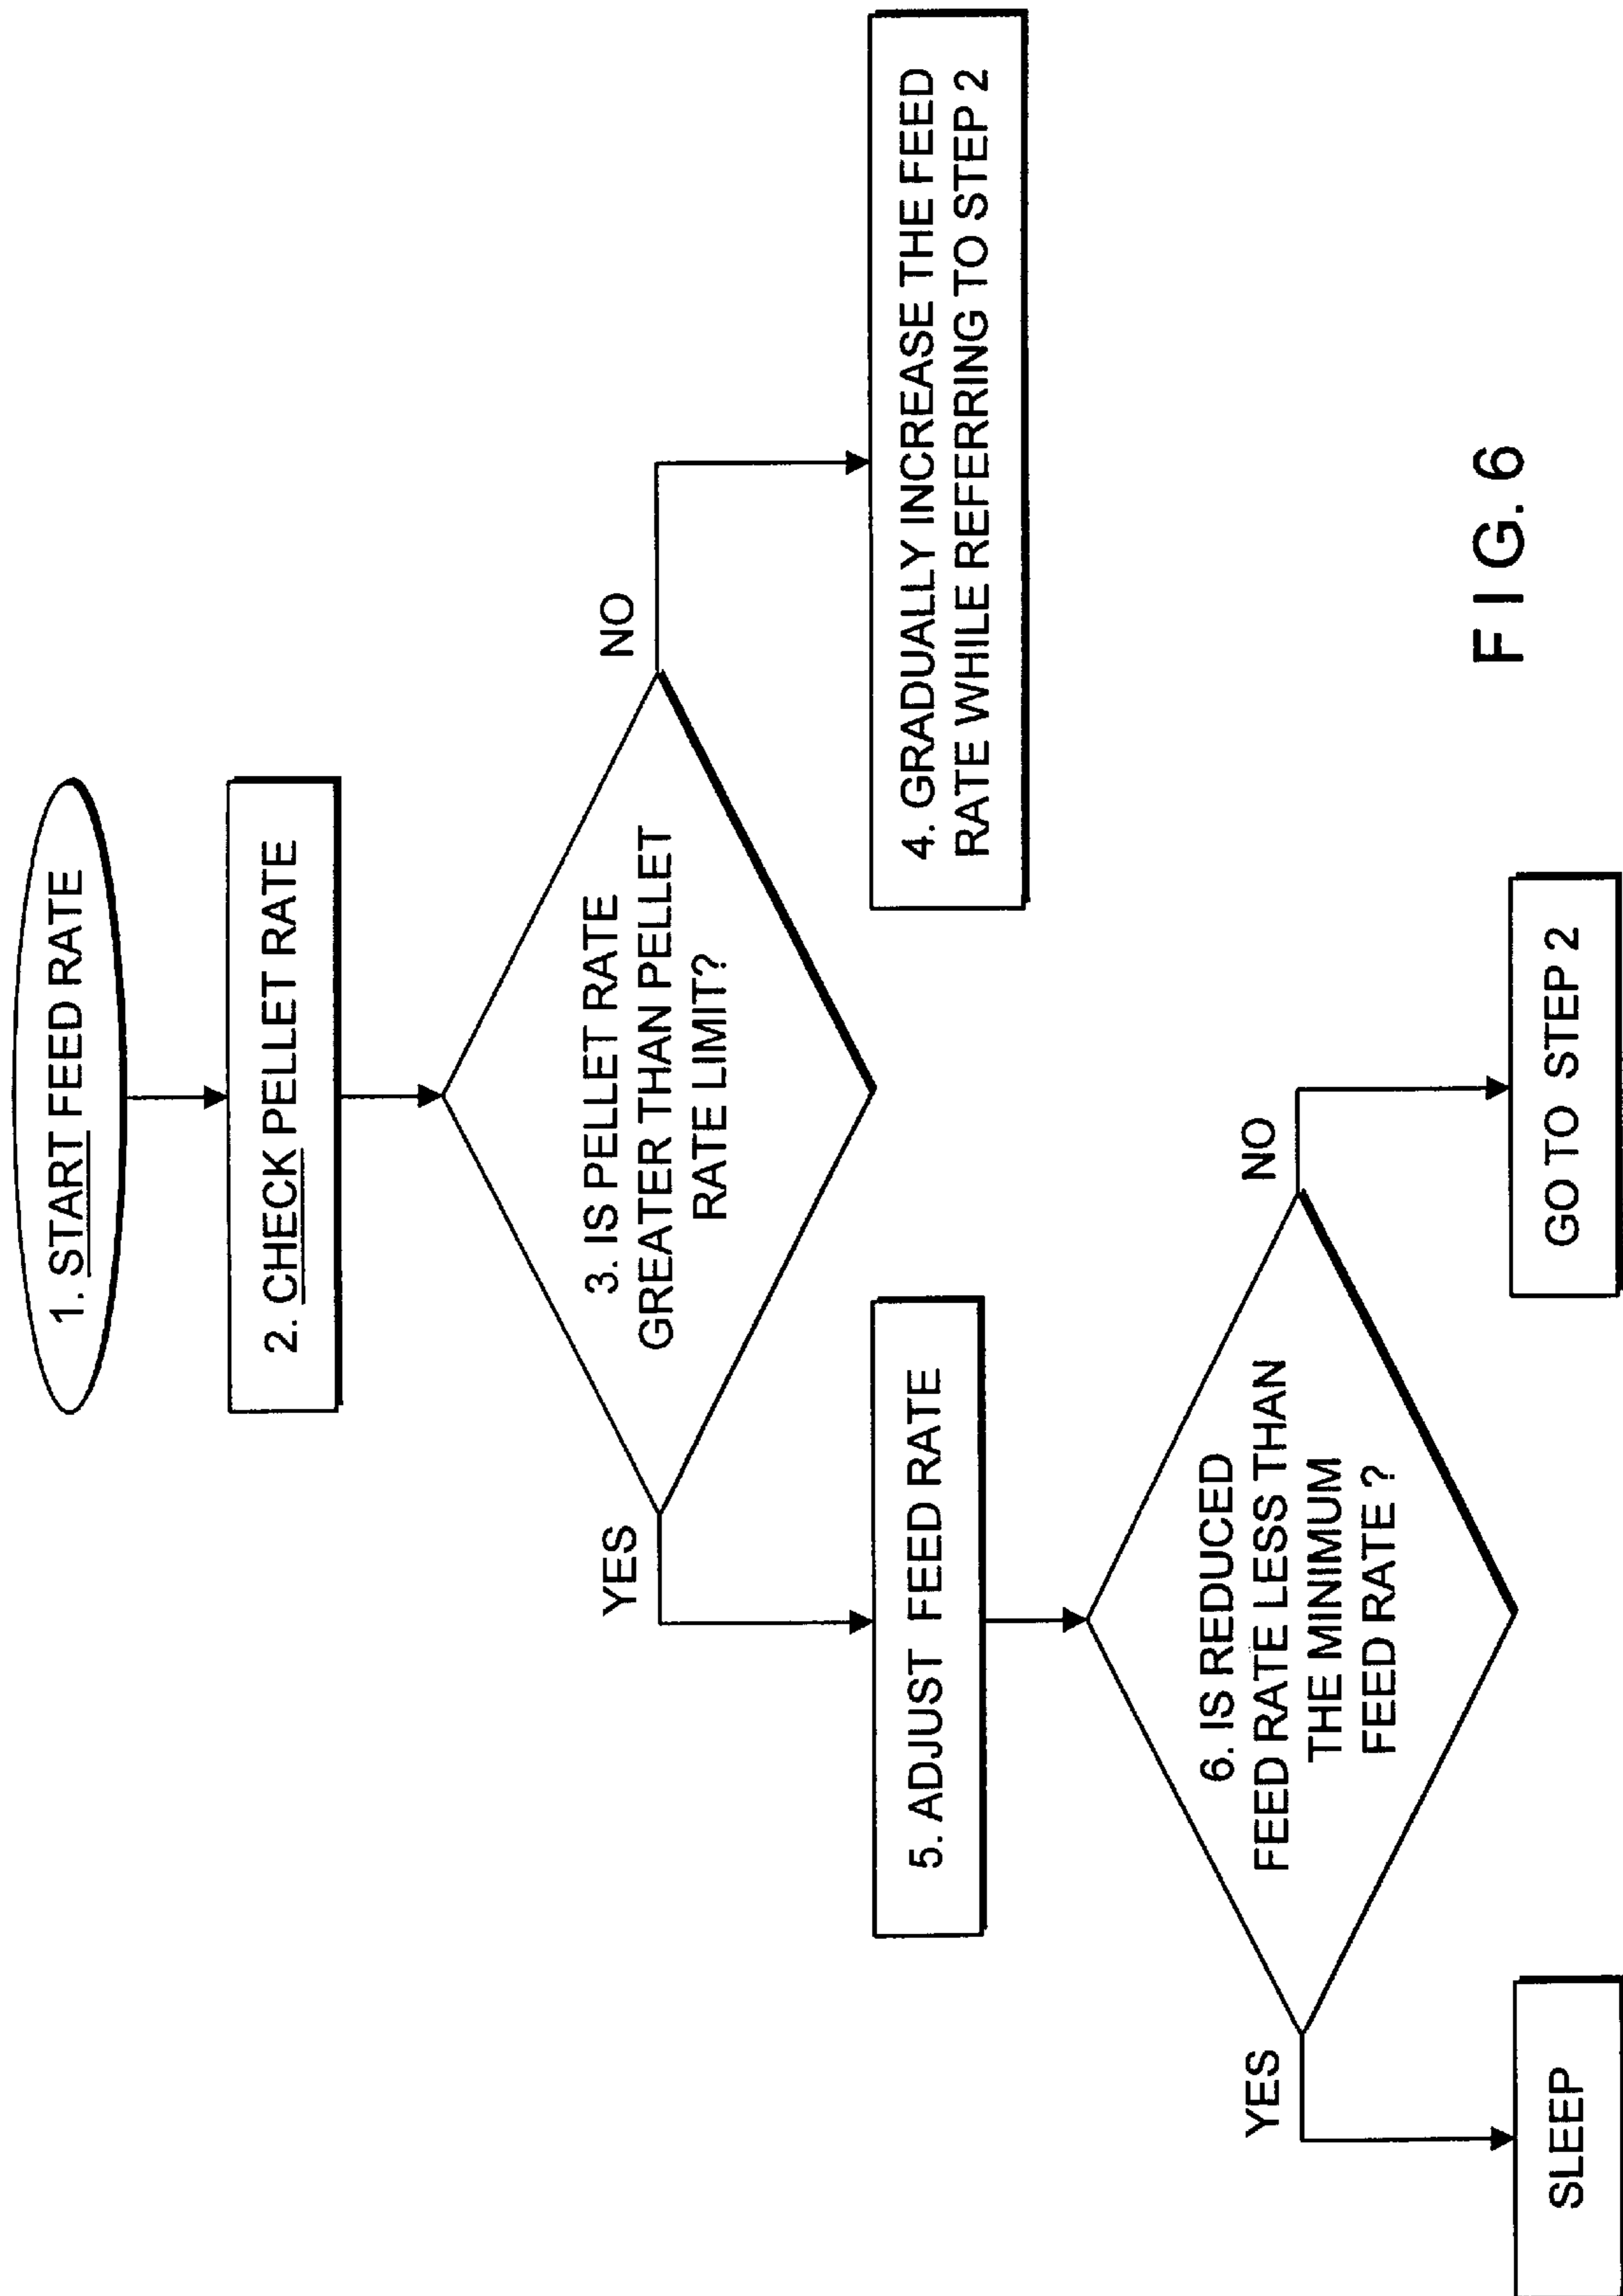 1. START FEED RATE
2. CHECK PELLET RATE
3. IS PELLET RATE
GREATER THAN PELLET
RATE LIMIT?
YES
NO
4. GRADUALLY INCREASE THE FEED
RATE WHILE REFERRING TO STEP 2
5. ADJUST FEED RATE
6. IS REDUCED
FEED RATE LESS THAN
THE MINIMUM
FEED RATE ?
YES
NO
SLEEP
GO TO STEP 2
F I G. 6